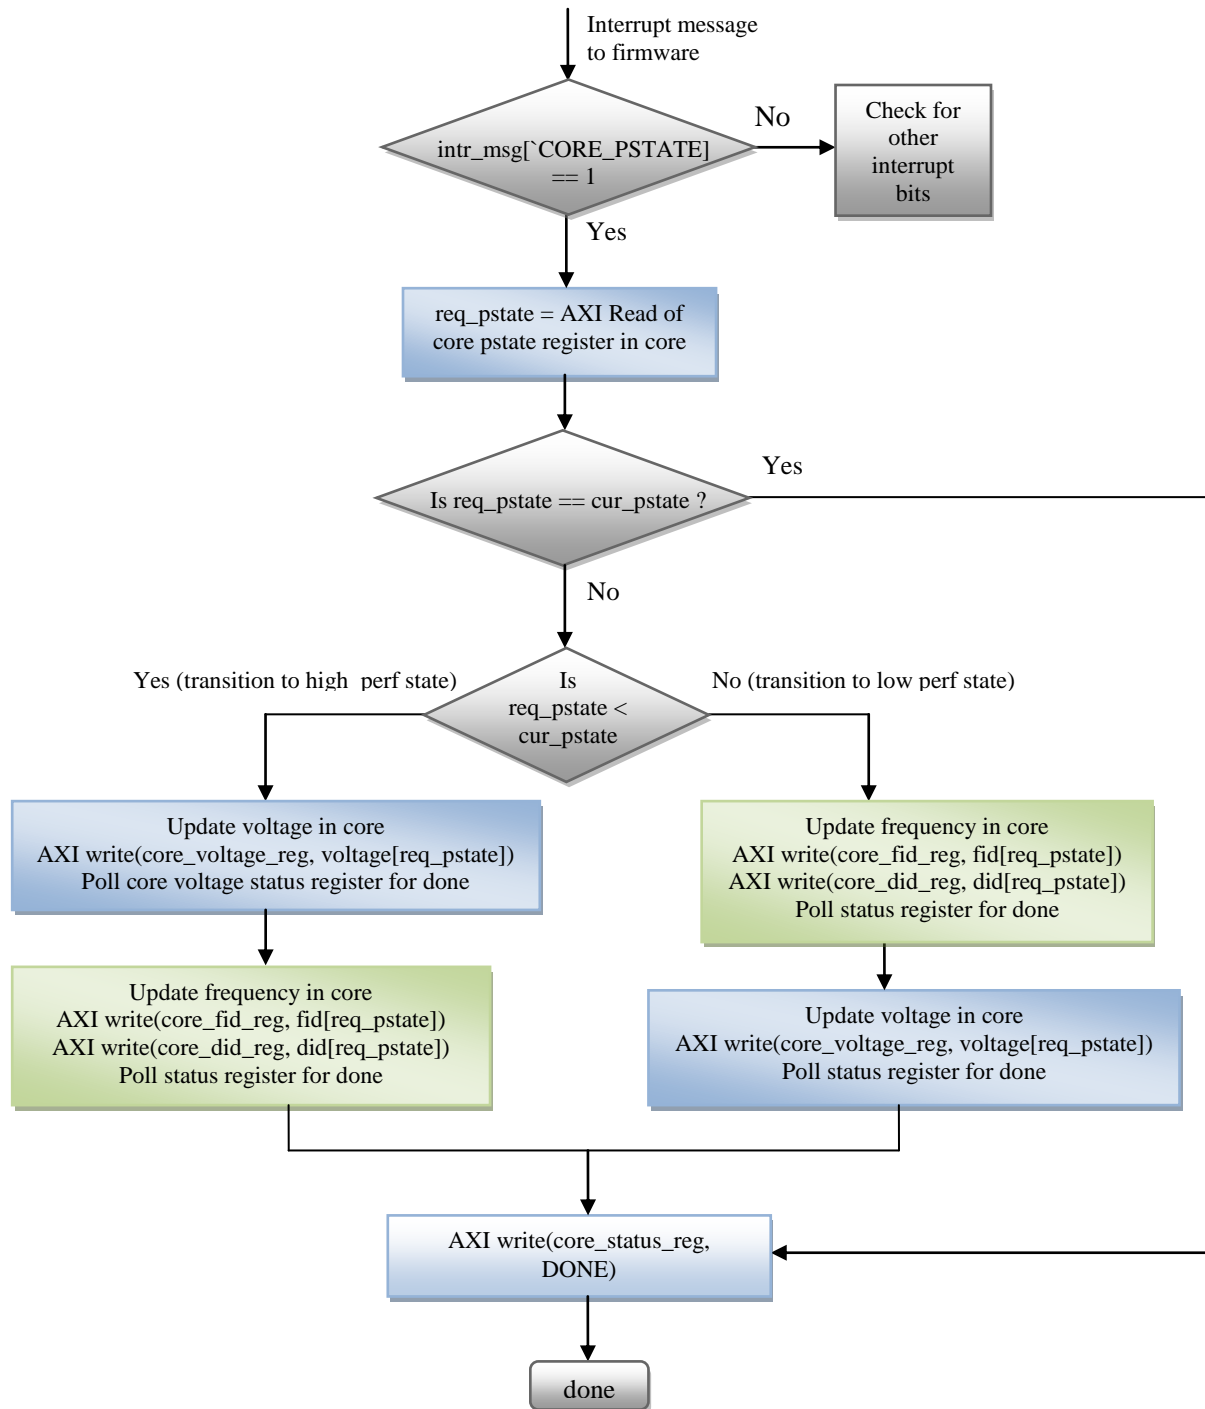 Interrupt message
to firmware
intr_msg[`CORE_PSTATE]
== 1
No
Check for
other
interrupt
bits
Yes
req_pstate = AXI Read of
core pstate register in core
Is req_pstate == cur_pstate ?
Yes
No
Yes (transition to high_perf state)
Is
req_pstate <
cur_pstate
No (transition to low perf state)
Update voltage in core
AXI write(core_voltage_reg, voltage[req_pstate])
Poll core voltage status register for done
Update frequency in core
AXI write(core_fid_reg, fid[req_pstate])
AXI write(core_did_reg, did[req_pstate])
Poll status register for done
Update frequency in core
AXI write(core_fid_reg, fid[req_pstate])
AXI write(core_did_reg, did[req_pstate])
Poll status register for done
Update voltage in core
AXI write(core_voltage_reg, voltage[req_pstate])
Poll status register for done
AXI write(core_status_reg,
DONE)
done